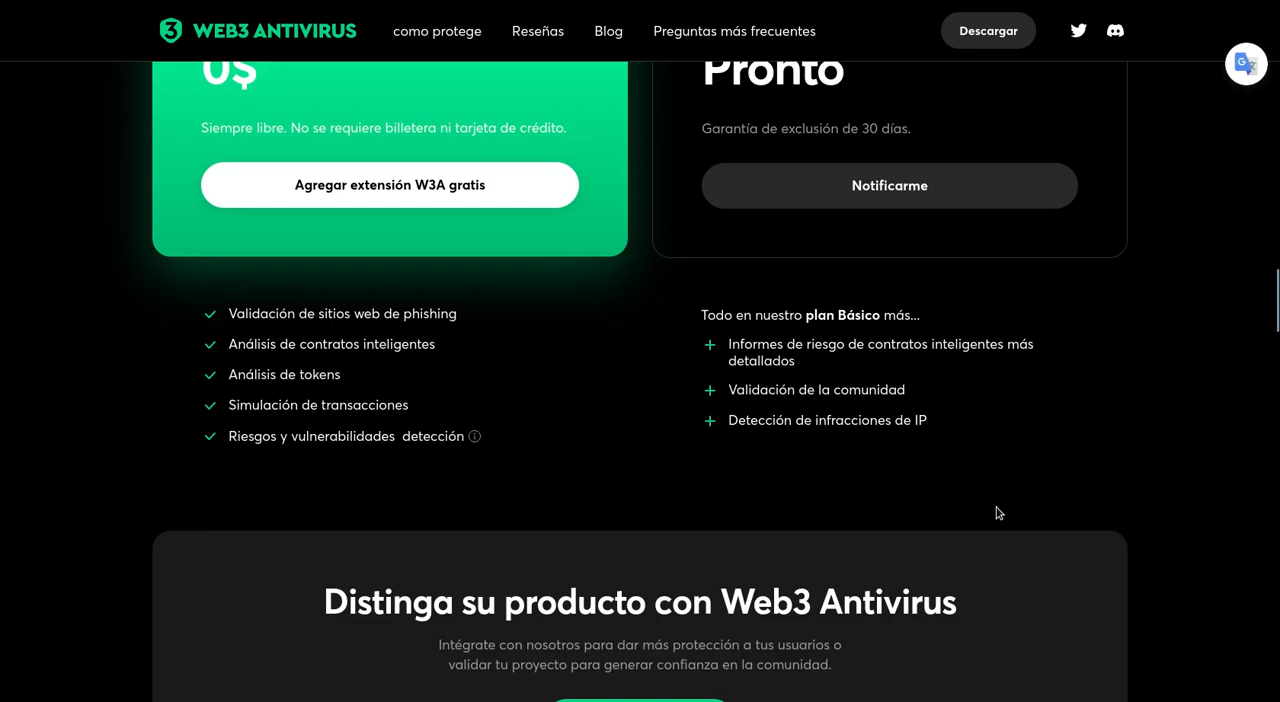 WEB3 ANTIVIRUS
como protege
Reseñas
Blog
Preguntas más frecuentes
Descargar
0$
Siempre libre. No se requiere billetera ni tarjeta de crédito.
Agregar extensión W3A gratis
Validación de sitios web de phishing
Análisis de contratos inteligentes
Análisis de tokens
Simulación de transacciones
Riesgos y vulnerabilidades detección
Pronto
Garantía de exclusión de 30 días.
Notificarme
Todo en nuestro plan Básico más...
Informes de riesgo de contratos inteligentes más
detallados
Validación de la comunidad
Detección de infracciones de IP
Distinga su producto con Web3 Antivirus
Intégrate con nosotros para dar más protección a tus usuarios o
validar tu proyecto para generar confianza en la comunidad.